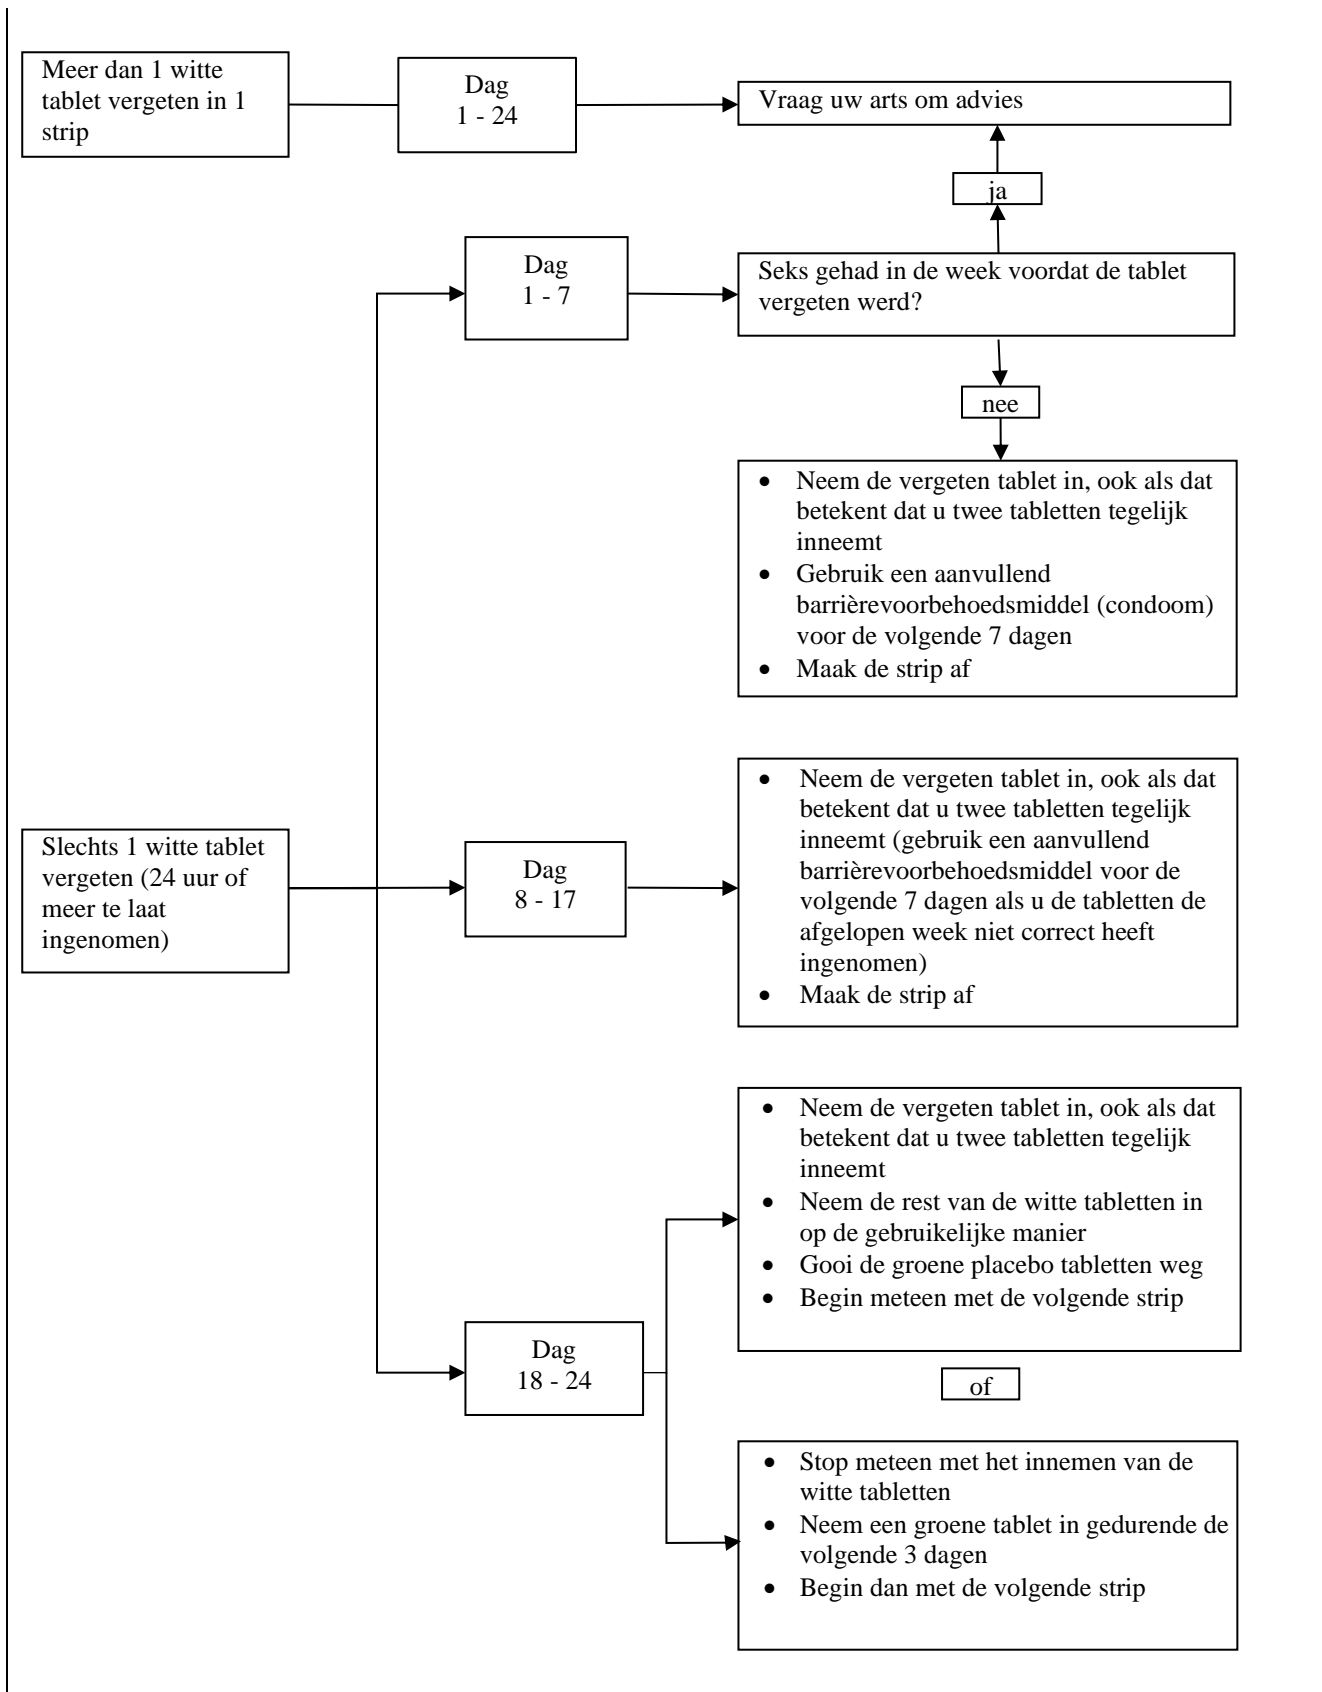 Meer dan 1 witte
tablet vergeten in 1
strip
Dag
1 - 24
Vraag uw arts om advies
ja
Dag
1 - 7
Seks gehad in de week voordat de tablet
vergeten werd?
nee
• Neem de vergeten tablet in, ook als dat
betekent dat u twee tabletten tegelijk
inneemt
• Gebruik een aanvullend
barrièrevoorbehoedsmiddel (condoom)
voor de volgende 7 dagen
• Maak de strip af
Slechts 1 witte tablet
vergeten (24 uur of
meer te laat
ingenomen)
Dag
8 - 17
• Neem de vergeten tablet in, ook als dat
betekent dat u twee tabletten tegelijk
inneemt (gebruik een aanvullend
barrièrevoorbehoedsmiddel voor de
volgende 7 dagen als u de tabletten de
afgelopen week niet correct heeft
ingenomen)
• Maak de strip af
Dag
18 - 24
• Neem de vergeten tablet in, ook als dat
betekent dat u twee tabletten tegelijk
inneemt
• Neem de rest van de witte tabletten in
op de gebruikelijke manier
• Gooi de groene placebo tabletten weg
• Begin meteen met de volgende strip
of
• Stop meteen met het innemen van de
witte tabletten
• Neem een groene tablet in gedurende de
volgende 3 dagen
• Begin dan met de volgende strip